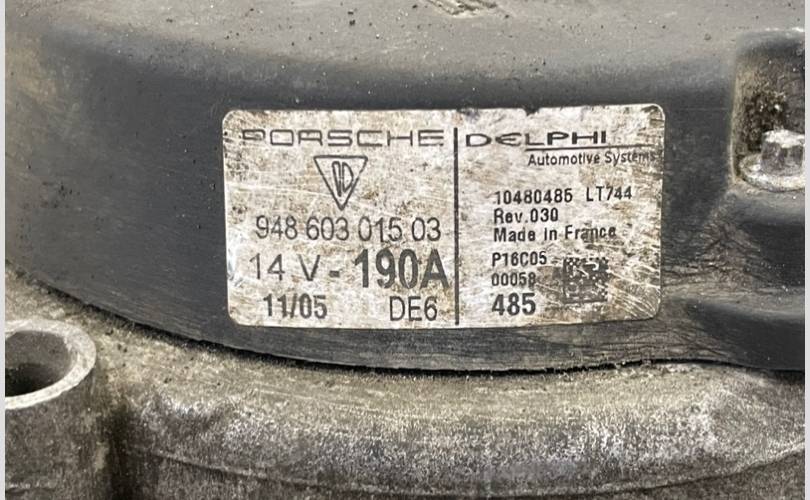 PORSCHE
948 603 015 03
14 V - 190A
11/05 DE6
DELPHI
Automotive Systems
10480485 LT744
Rev.030
Made in France
P16C05
00058
485